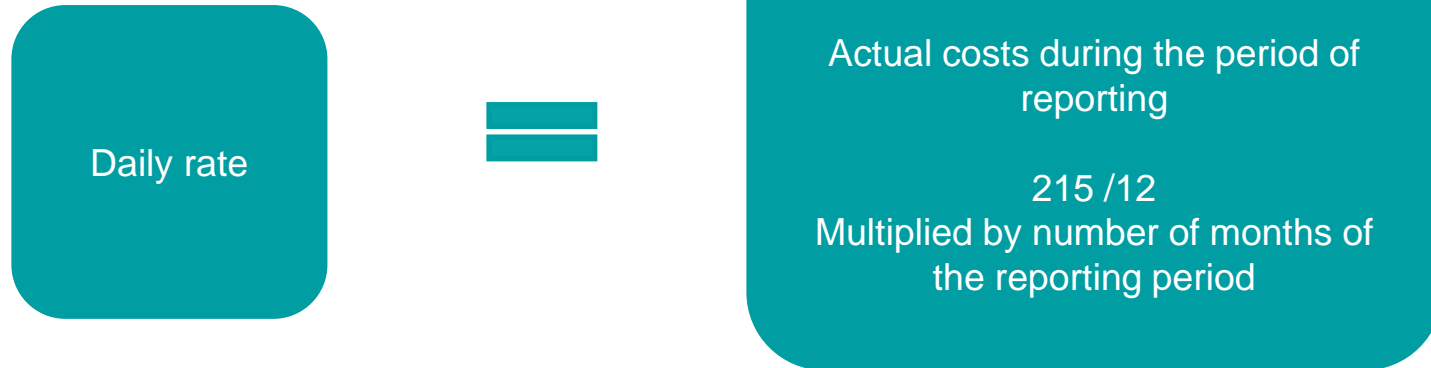 Daily rate
Actual costs during the period of
reporting
215 /12
Multiplied by number of months of
the reporting period